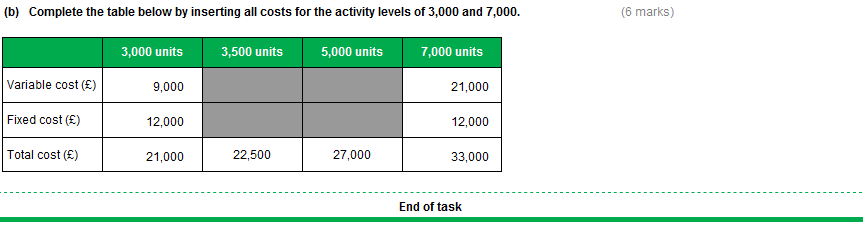 (b) Complete the table below by inserting all costs for the activity levels of 3,000 and 7,000. (6 marks)
3,000 units 3,500 units 5,000 units 7,000 units
Variable cost (£) 9,000 21,000
Fixed cost (£) 12,000 12,000
Total cost (£) 21,000 22,500 27,000 33,000
End of task